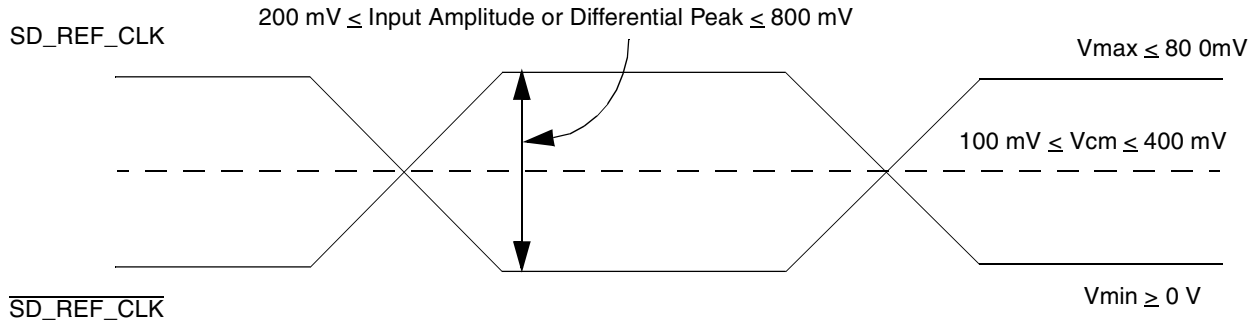 200 mV ≤ Input Amplitude or Differential Peak ≤ 800 mV
SD_REF_CLK
Vmax ≤ 80 0mV
100 mV ≤ Vcm ≤ 400 mV
Vmin ≥ 0 V
SD_REF_CLK